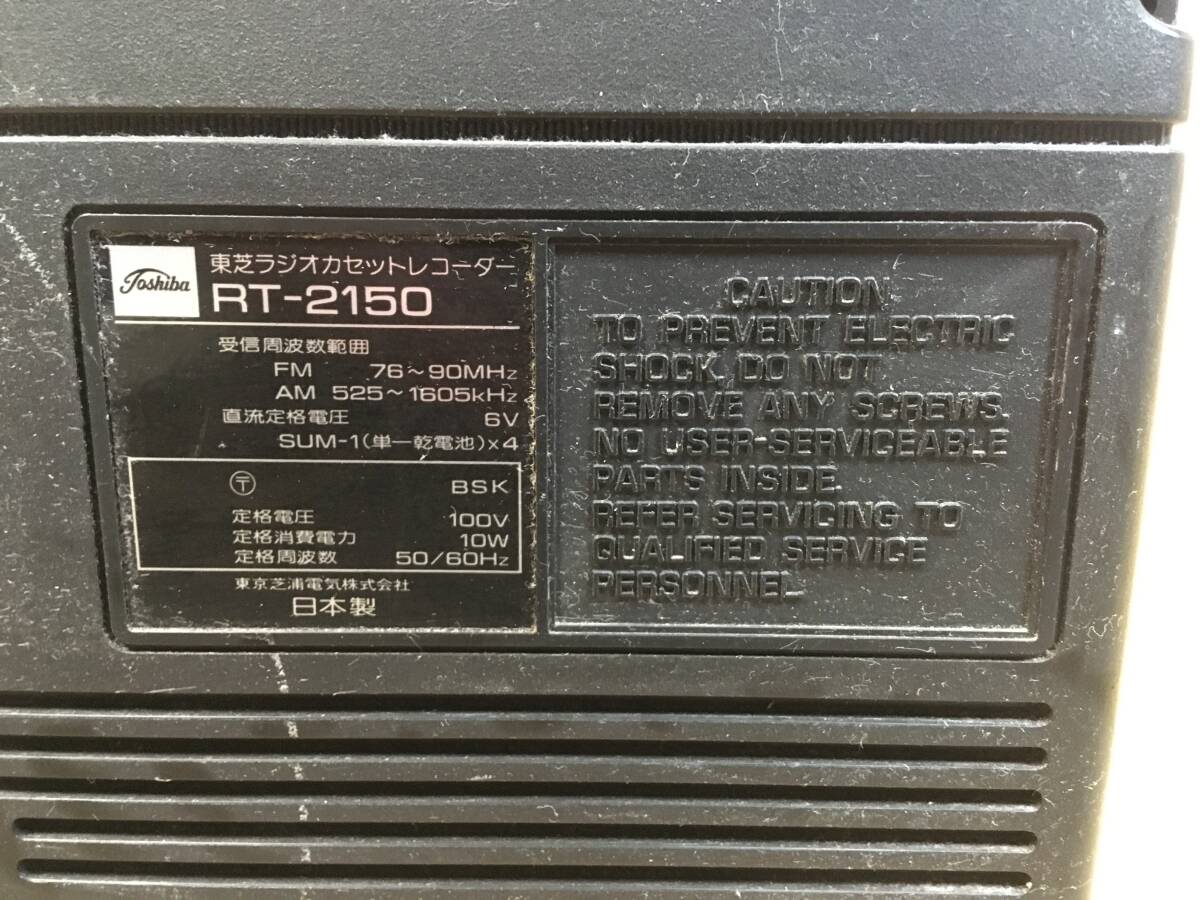 Toshiba
東芝ラジオカセットレコーダー
RT-2150
受信周波数範囲
FM 76～90MHz
AM 525～1605kHz
直流定格電圧 6V
SUM-1(単一乾電池)×4
〒 BSK
定格電圧 100V
定格消費電力 10W
定格周波数 50/60Hz
東京芝浦電気株式会社
日本製
CAUTION
TO PREVENT ELECTRIC
SHOCK, DO NOT
REMOVE ANY SCREWS.
NO USER-SERVICEABLE
PARTS INSIDE.
REFER SERVICING TO
QUALIFIED SERVICE
PERSONNEL.